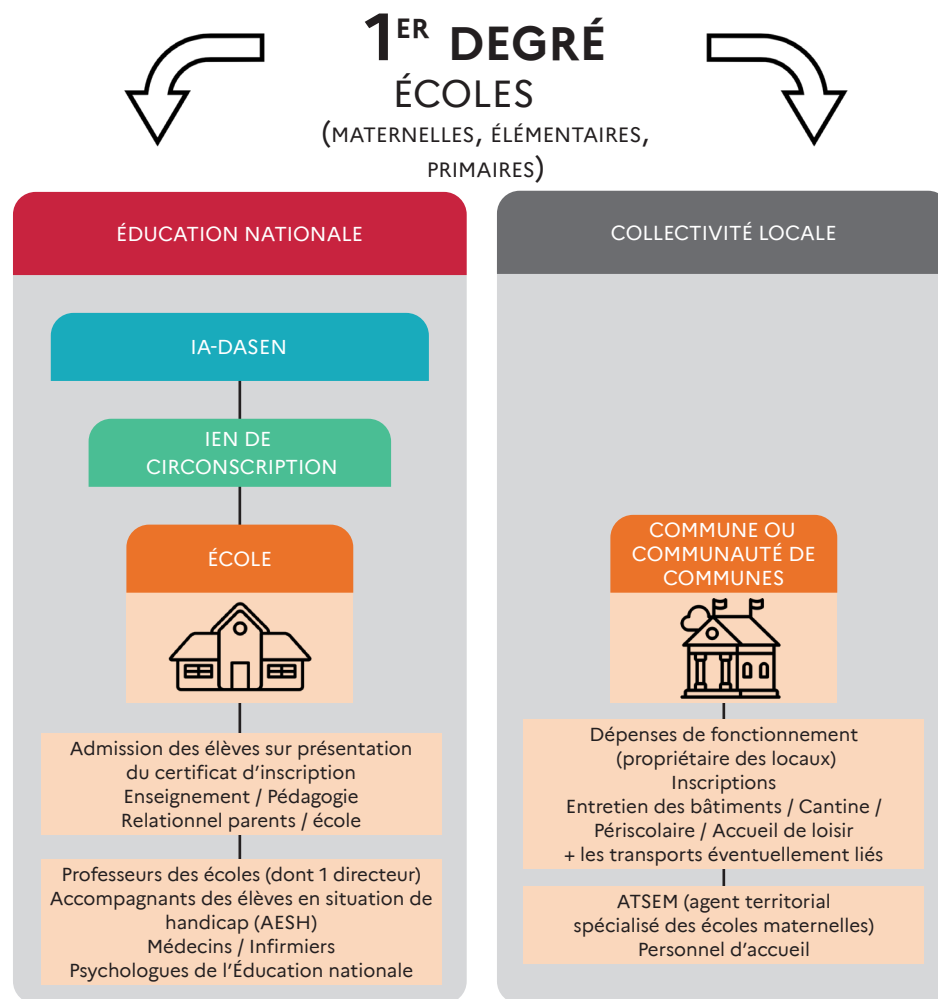 1ER DEGRÉ
ÉCOLES
(MATERNELLES, ÉLÉMENTAIRES,
PRIMAIRES)
ÉDUCATION NATIONALE
IA-DASEN
IEN DE
CIRCONSCRIPTION
ÉCOLE
Admission des élèves sur présentation
du certificat d'inscription
Enseignement / Pédagogie
Relationnel parents / école
Professeurs des écoles (dont 1 directeur)
Accompagnants des élèves en situation de
handicap (AESH)
Médecins / Infirmiers
Psychologues de l'Éducation nationale
COLLECTIVITÉ LOCALE
COMMUNE OU
COMMUNAUTÉ DE
COMMUNES
Dépenses de fonctionnement
(propriétaire des locaux)
Inscriptions
Entretien des bâtiments / Cantine /
Périscolaire / Accueil de loisir
+ les transports éventuellement liés
ATSEM (agent territorial
spécialisé des écoles maternelles)
Personnel d'accueil